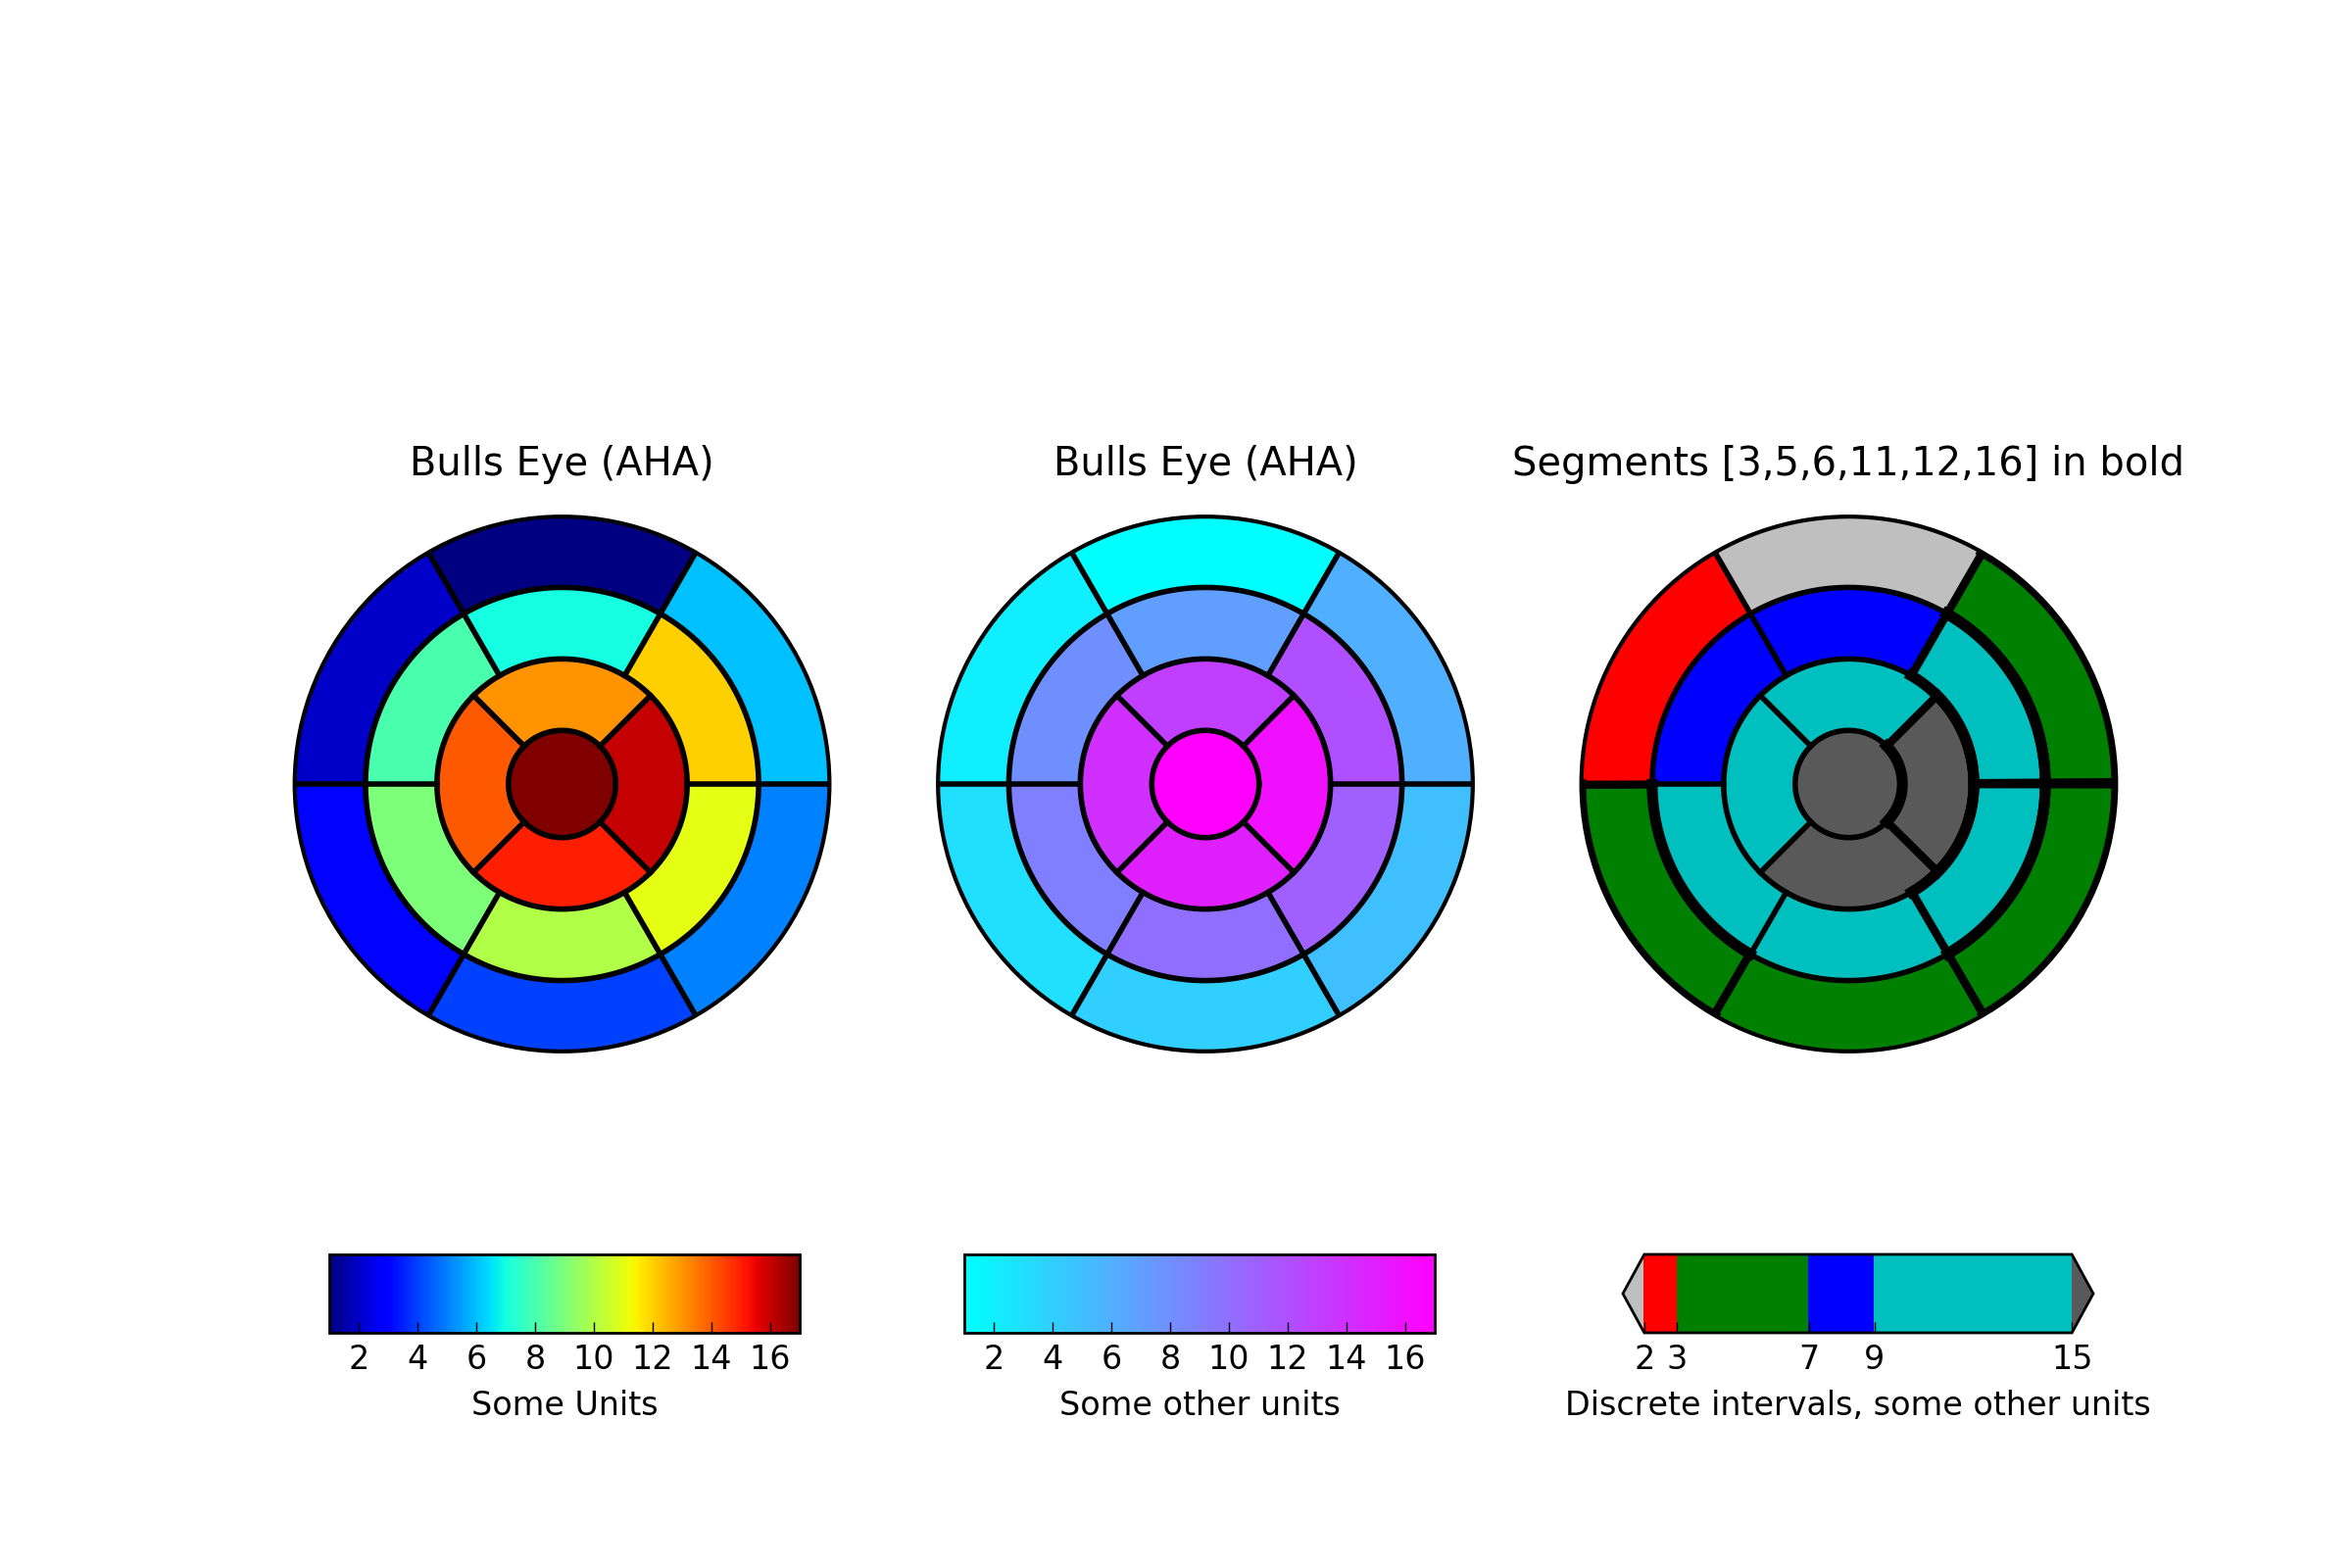 Bulls Eye (AHA)
Bulls Eye (AHA)
Segments [3,5,6,11,12,16] in bold
2 4 6 8 10 12 14 16
Some Units
2 4 6 8 10 12 14 16
Some other units
2 3 7 9 15
Discrete intervals, some other units